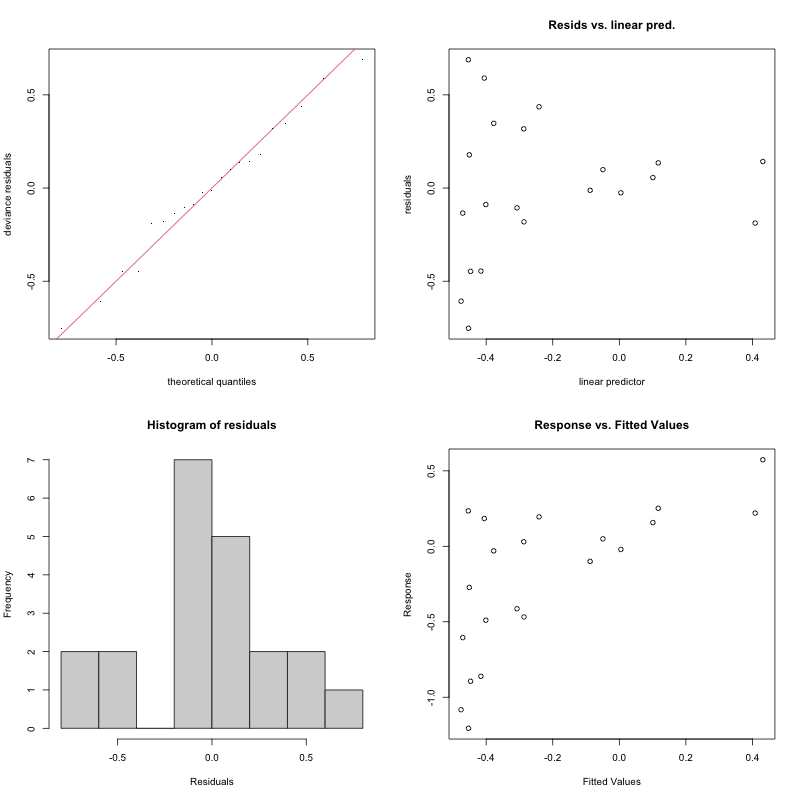 0.5
0.0
-0.5
deviance residuals
-0.5 0.0 0.5
theoretical quantiles
Resids vs. linear pred.
0.5
0.0
-0.5
residuals
-0.4 -0.2 0.0 0.2 0.4
linear predictor
Histogram of residuals
7
6
5
4
3
2
1
0
Frequency
-0.5 0.0 0.5
Residuals
Response vs. Fitted Values
0.5
0.0
-0.5
-1.0
Response
-0.4 -0.2 0.0 0.2 0.4
Fitted Values